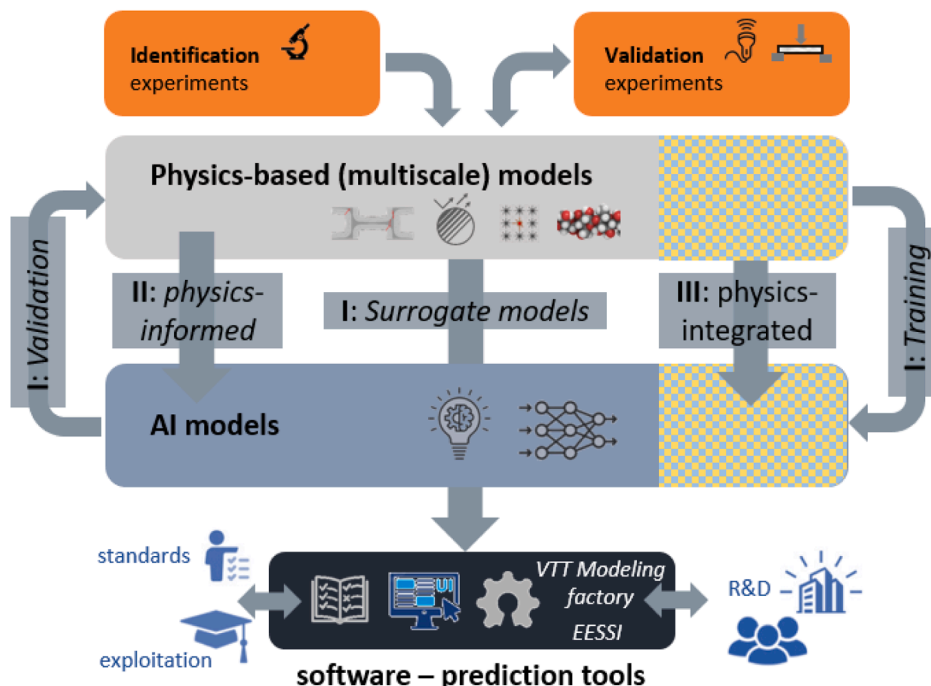 Identification
experiments
Validation
experiments
Physics-based (multiscale) models
I: Validation
II: physics-
informed
I: Surrogate models
III: physics-
integrated
I: Training
AI models
standards
exploitation
UI
VTT Modeling
factory
EESSI
R&D
software – prediction tools